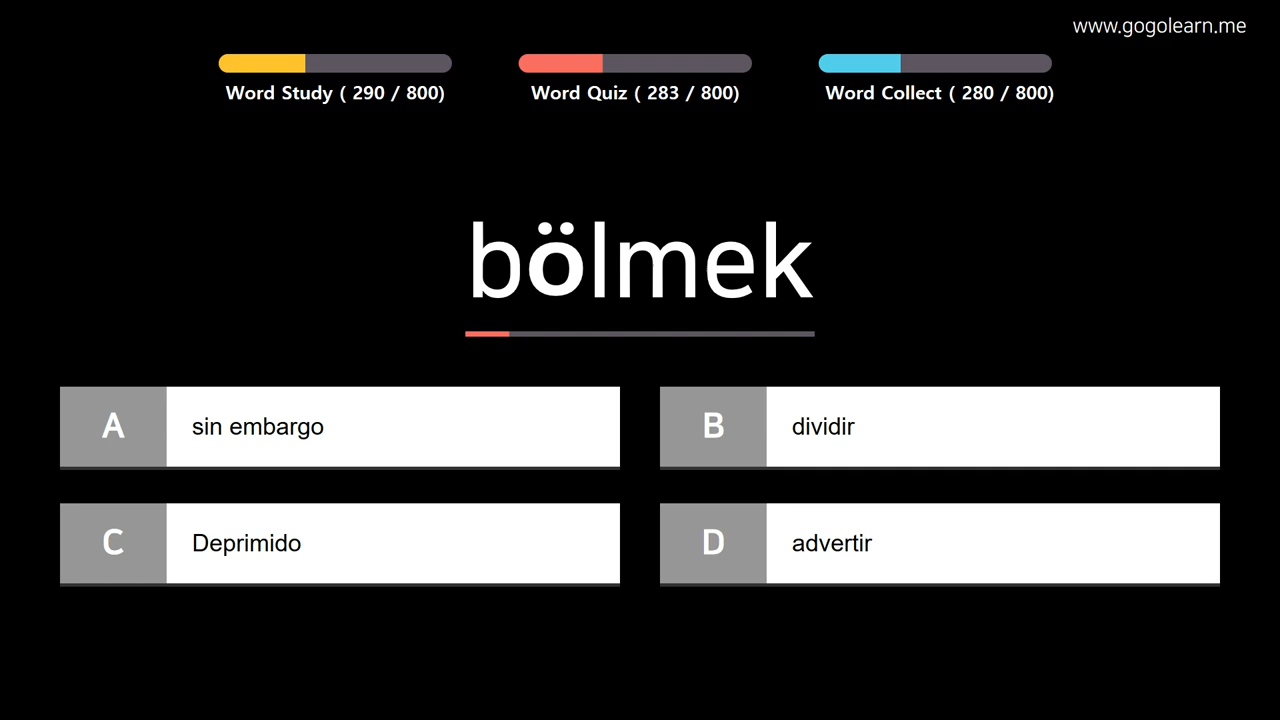 www.gogolearn.me
Word Study ( 290 / 800)
Word Quiz ( 283 / 800)
Word Collect ( 280 / 800)
bölmek
A sin embargo
B dividir
C Deprimido
D advertir